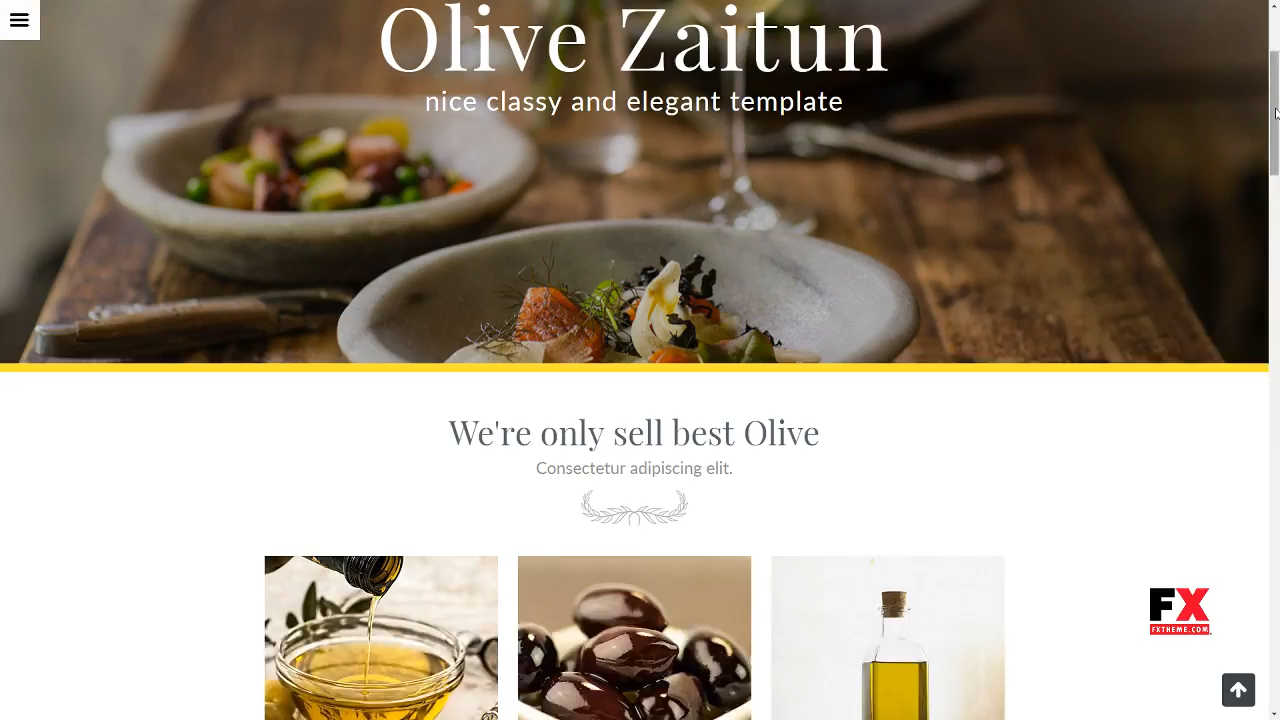 Olive Zaitun
nice classy and elegant template
We're only sell best Olive
Consectetur adipiscing elit.
FX
FXTHEME.COM